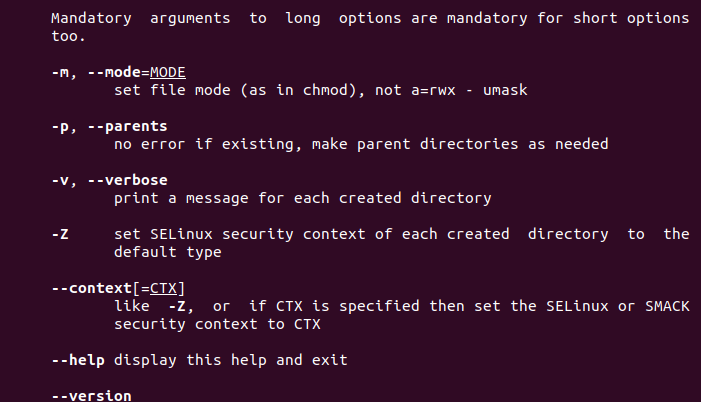 Mandatory arguments to long options are mandatory for short options
too.
-m, --mode=MODE
set file mode (as in chmod), not a=rwx - umask
-p, --parents
no error if existing, make parent directories as needed
-v, --verbose
print a message for each created directory
-Z set SELinux security context of each created directory to the
default type
--context[=CTX]
like -Z, or if CTX is specified then set the SELinux or SMACK
security context to CTX
--help display this help and exit
--version